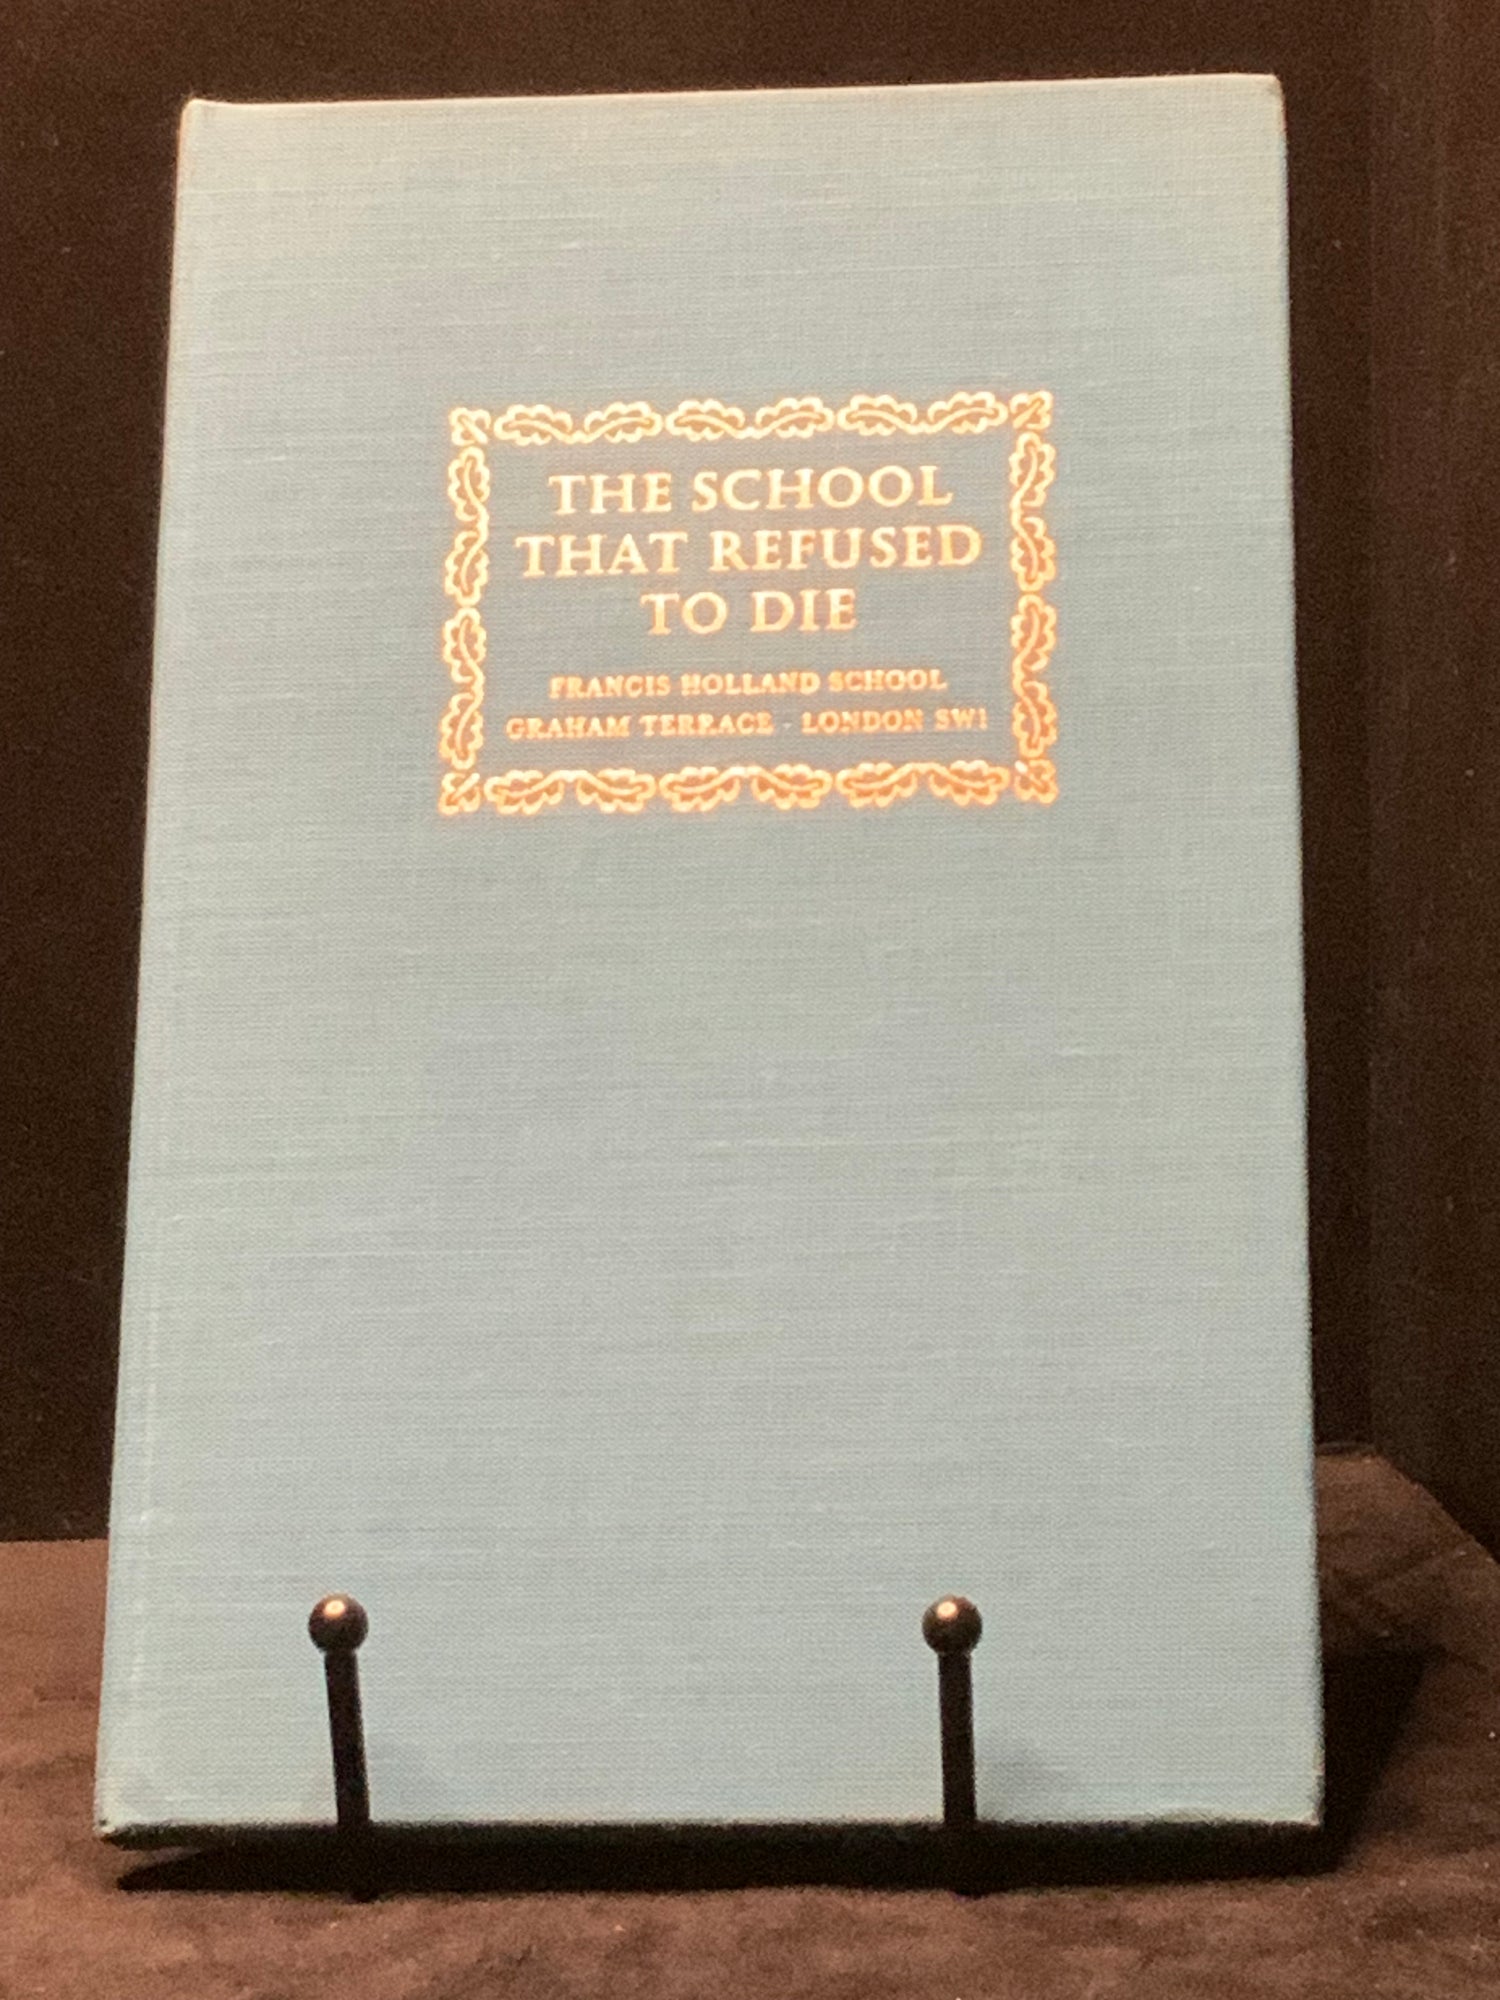 THE SCHOOL
THAT REFUSED
TO DIE
FRANCIS HOLLAND SCHOOL
GRAHAM TERRACE · LONDON SW1